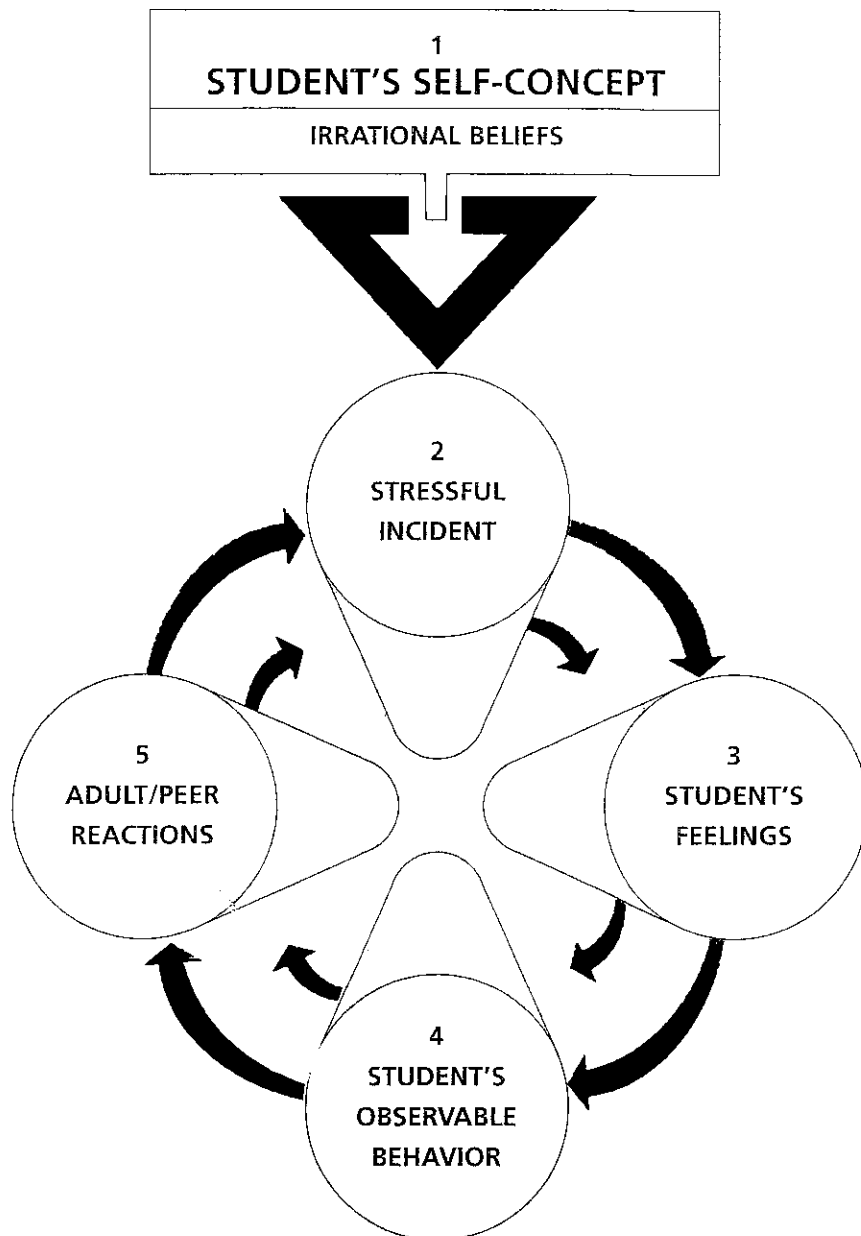 1
STUDENT'S SELF-CONCEPT
IRRATIONAL BELIEFS
2
STRESSFUL
INCIDENT
3
STUDENT'S
FEELINGS
4
STUDENT'S
OBSERVABLE
BEHAVIOR
5
ADULT/PEER
REACTIONS